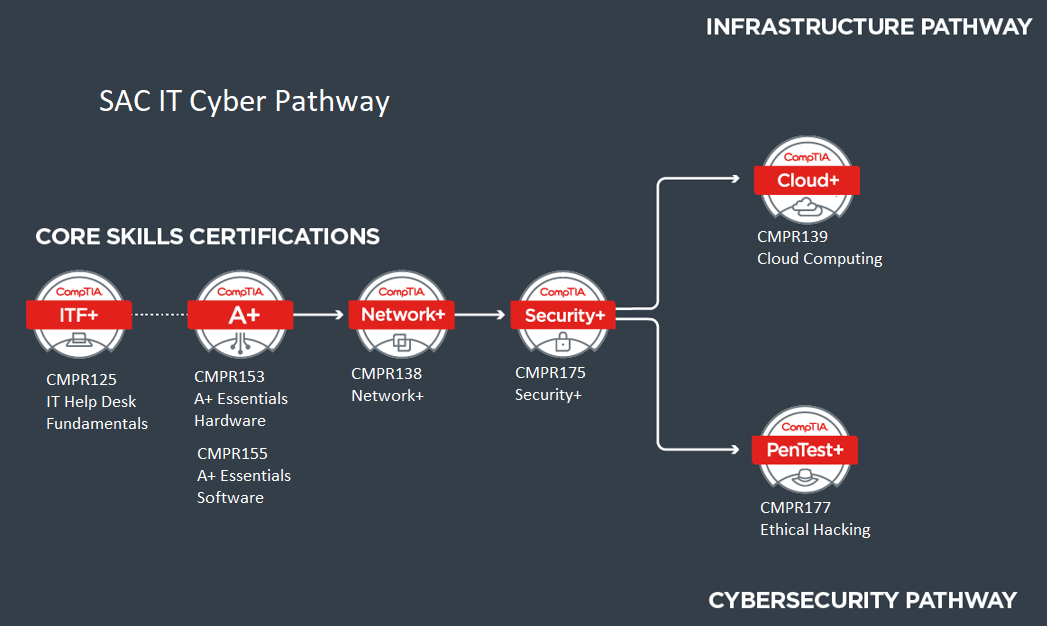 INFRASTRUCTURE PATHWAY
SAC IT Cyber Pathway
CompTIA.
Cloud+
CMPR139
Cloud Computing
CORE SKILLS CERTIFICATIONS
CompTIA.
ITF+
CMPR125
IT Help Desk
Fundamentals
CompTIA.
A+
CMPR153
A+ Essentials
Hardware
CMPR155
A+ Essentials
Software
CompTIA.
Network+
CMPR138
Network+
CompTIA.
Security+
CMPR175
Security+
CompTIA.
PenTest+
CMPR177
Ethical Hacking
CYBERSECURITY PATHWAY